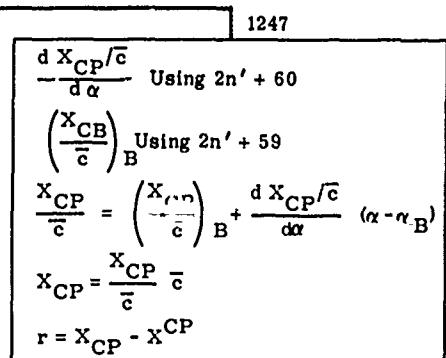 1247
d X_CP/c̅ / d α Using 2n' + 60
(X_CB / c̅)_B Using 2n' + 59
X_CP / c̅ = ( / c̅)_B + d X_CP/c̅ / dα (α - α_B)
X_CP = X_CP / c̅ c̅
r = X_CP - X^CP